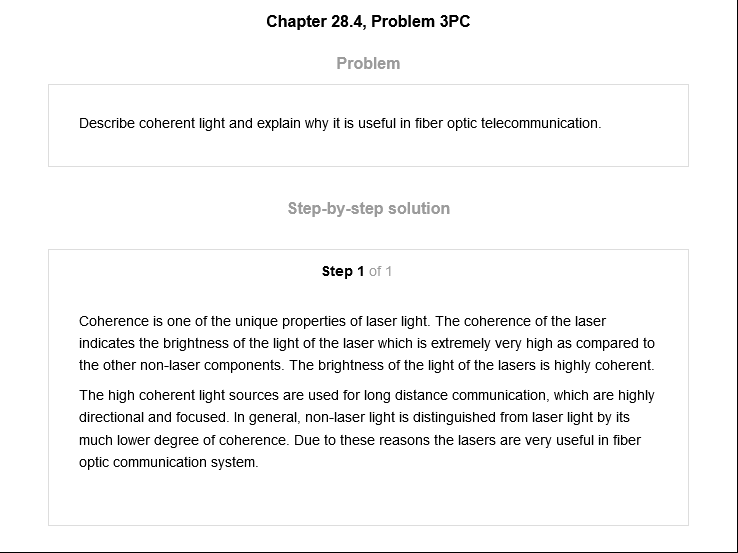 Chapter 28.4, Problem 3PC
Problem
Describe coherent light and explain why it is useful in fiber optic telecommunication.
Step-by-step solution
Step 1 of 1
Coherence is one of the unique properties of laser light. The coherence of the laser
indicates the brightness of the light of the laser which is extremely very high as compared to
the other non-laser components. The brightness of the light of the lasers is highly coherent.
The high coherent light sources are used for long distance communication, which are highly
directional and focused. In general, non-laser light is distinguished from laser light by its
much lower degree of coherence. Due to these reasons the lasers are very useful in fiber
optic communication system.